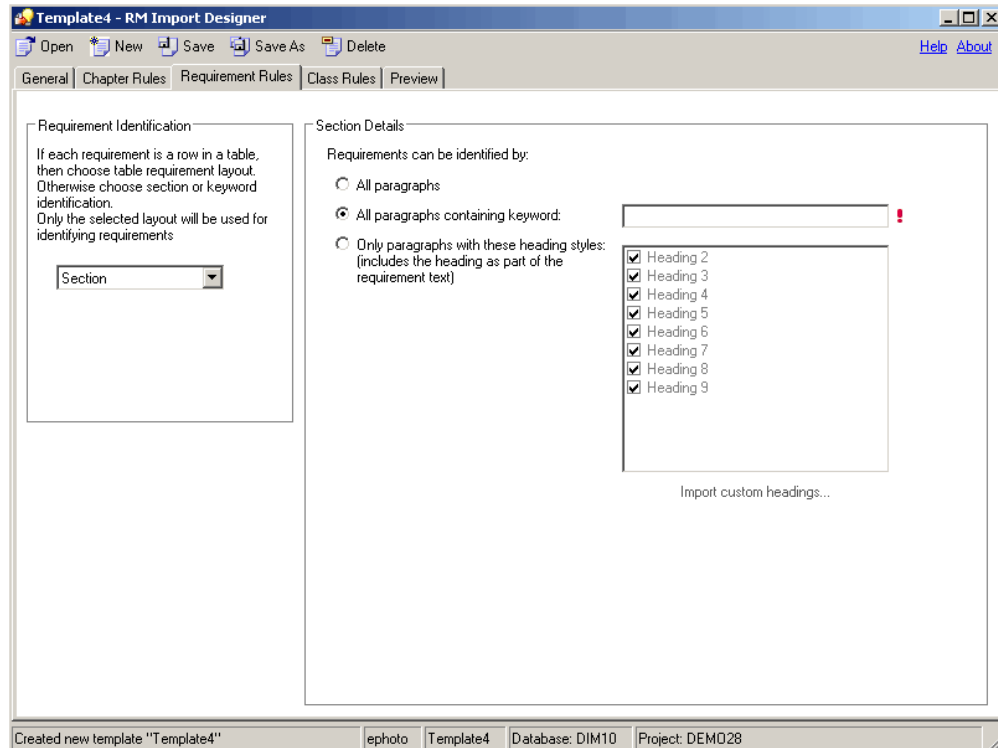 Template4 - RM Import Designer
Open New Save Save As Delete Help About
General Chapter Rules Requirement Rules Class Rules Preview
Requirement Identification
If each requirement is a row in a table,
then choose table requirement layout.
Otherwise choose section or keyword
identification.
Only the selected layout will be used for
identifying requirements
Section
Section Details
Requirements can be identified by:
All paragraphs
All paragraphs containing keyword:
!
Only paragraphs with these heading styles:
(includes the heading as part of the
requirement text)
Heading 2
Heading 3
Heading 4
Heading 5
Heading 6
Heading 7
Heading 8
Heading 9
Import custom headings...
Created new template "Template4" ephoto Template4 Database: DIM10 Project: DEMO28